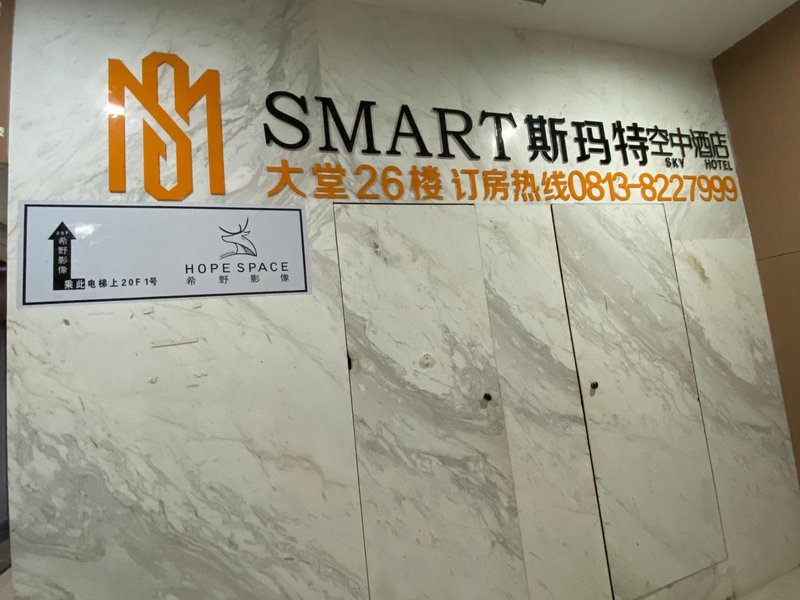 SMART斯玛特空中酒店
SKY HOTEL
大堂26楼 订房热线0813-8227999
20F
希野影像
乘此电梯上20F1号
HOPE SPACE
希野影像